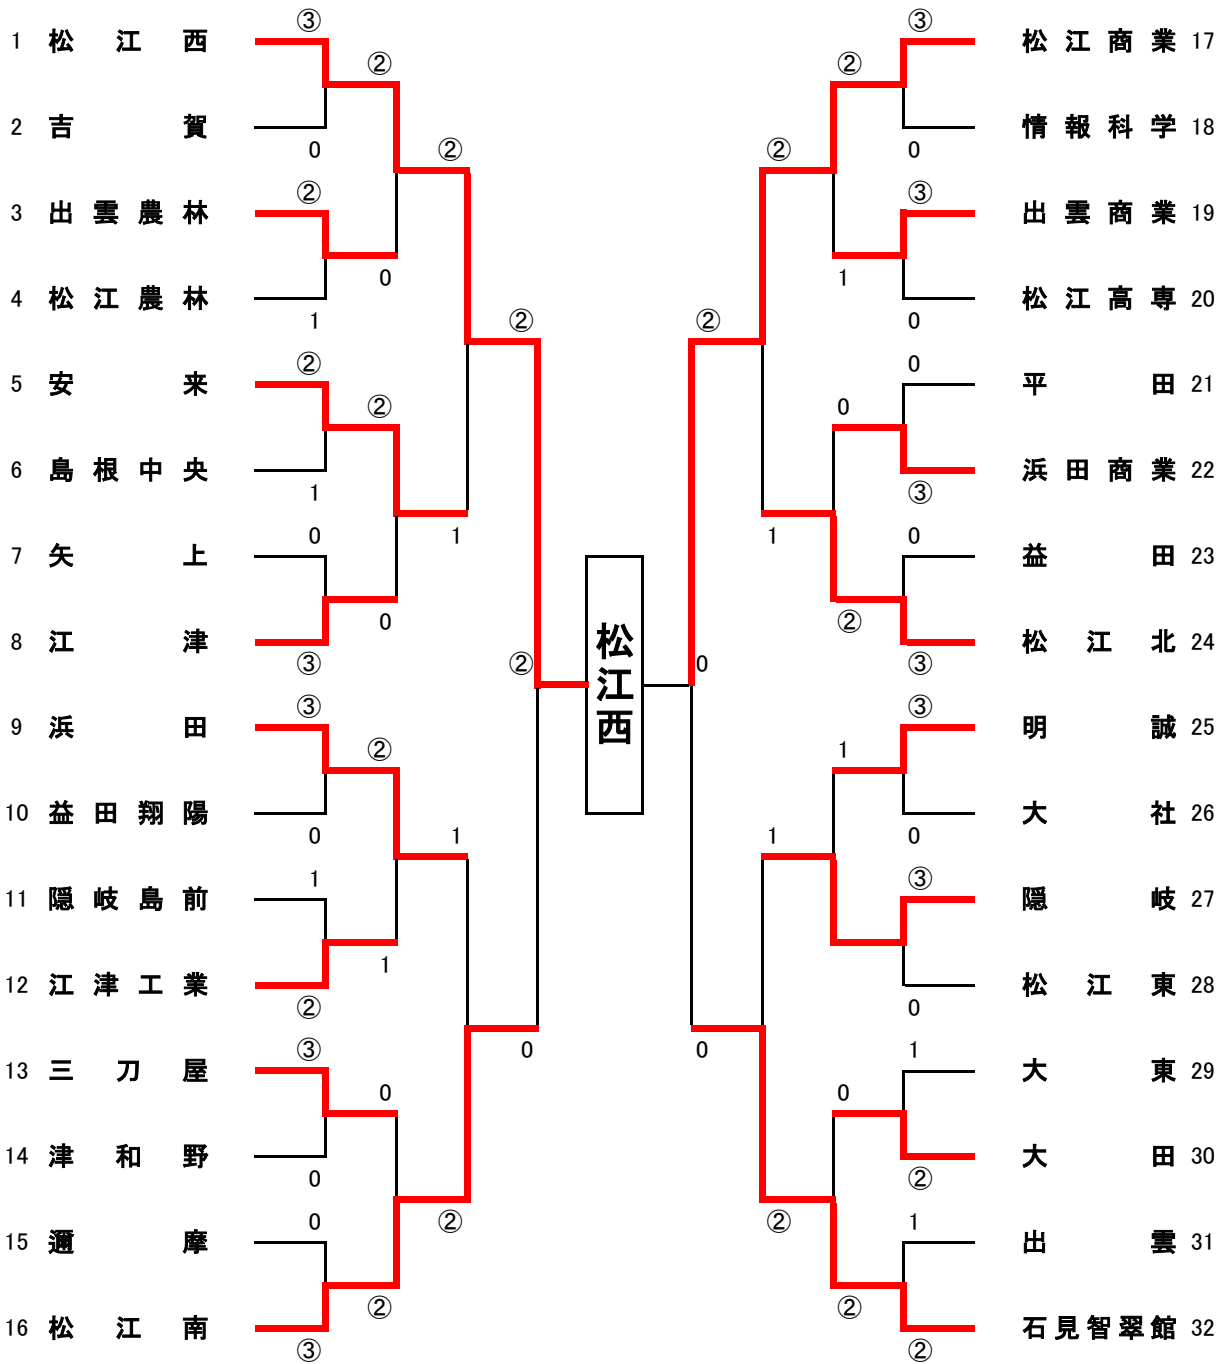 ③
1 松江西
②
2 吉賀
0
②
②
3 出雲農林
0
4 松江農林
1
②
②
5 安来
②
6 島根中央
1
0
1
7 矢上
0
8 江津
③
②
③
9 浜田
②
10 益田翔陽
0
1
1
11 隠岐島前
1
12 江津工業
②
③
0
13 三刀屋
0
14 津和野
0
0
②
15 邇摩
②
16 松江南
③
松江西
③
松江商業 17
②
情報科学 18
0
②
③
出雲商業 19
1
松江高専 20
0
②
0
平田 21
0
浜田商業 22
③
0
1
益田 23
②
松江北 24
③
0
③
明誠 25
1
大社 26
0
1
③
隠岐 27
松江東 28
0
1
0
大東 29
0
大田 30
②
1
②
出雲 31
②
石見智翠館 32
②